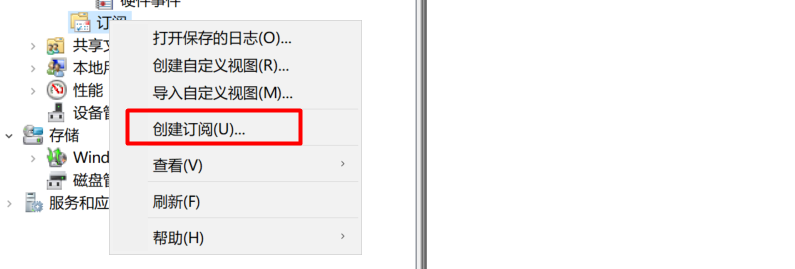 硬件事件
订阅
打开保存的日志(O)...
共享文
创建自定义视图(R)...
本地用
性能
导入自定义视图(M)...
设备管
创建订阅(U)...
存储
Wind
查看(V)
磁盘管
服务和应
刷新(F)
帮助(H)